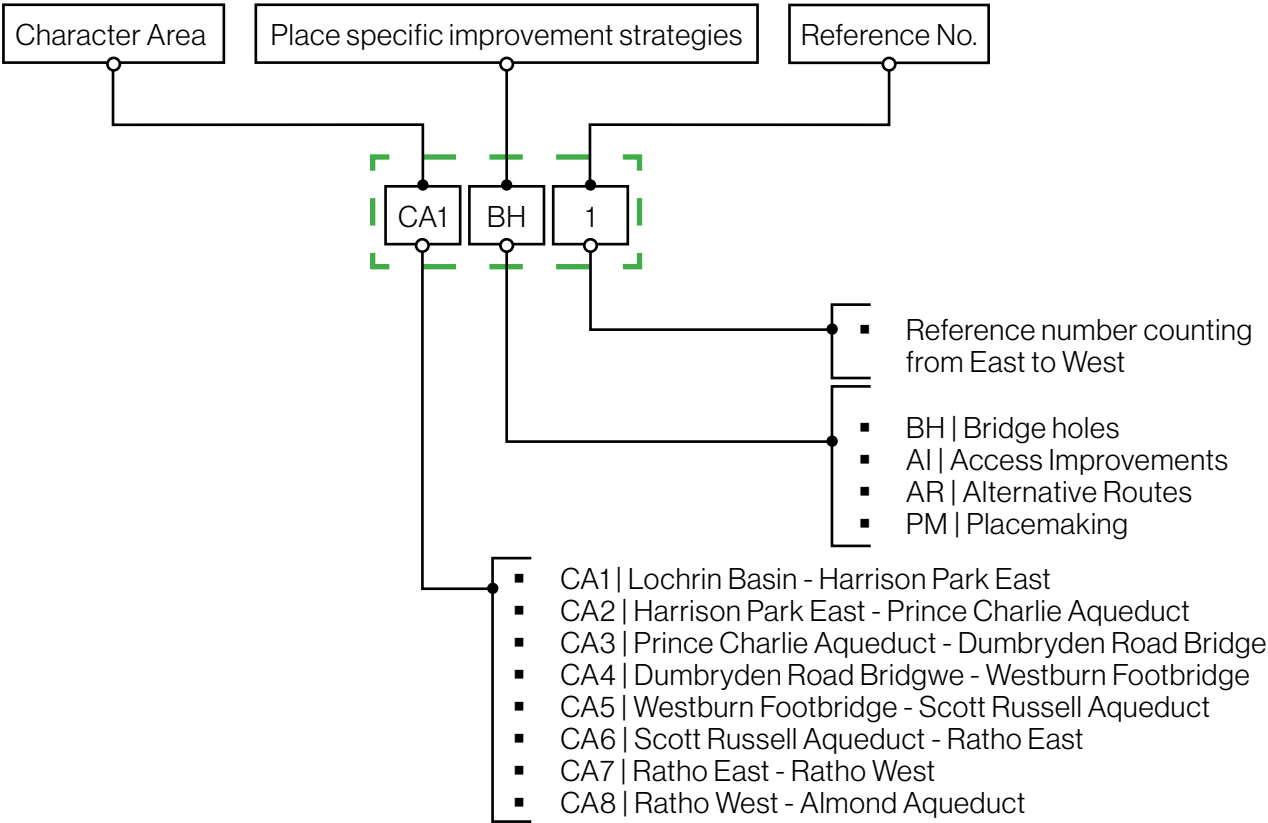 Character Area
Place specific improvement strategies
Reference No.
CA1
BH
1
Reference number counting
from East to West
BH | Bridge holes
AI | Access Improvements
AR | Alternative Routes
PM | Placemaking
CA1 | Lochrin Basin - Harrison Park East
CA2 | Harrison Park East - Prince Charlie Aqueduct
CA3 | Prince Charlie Aqueduct - Dumbryden Road Bridge
CA4 | Dumbryden Road Bridgwe - Westburn Footbridge
CA5 | Westburn Footbridge - Scott Russell Aqueduct
CA6 | Scott Russell Aqueduct - Ratho East
CA7 | Ratho East - Ratho West
CA8 | Ratho West - Almond Aqueduct